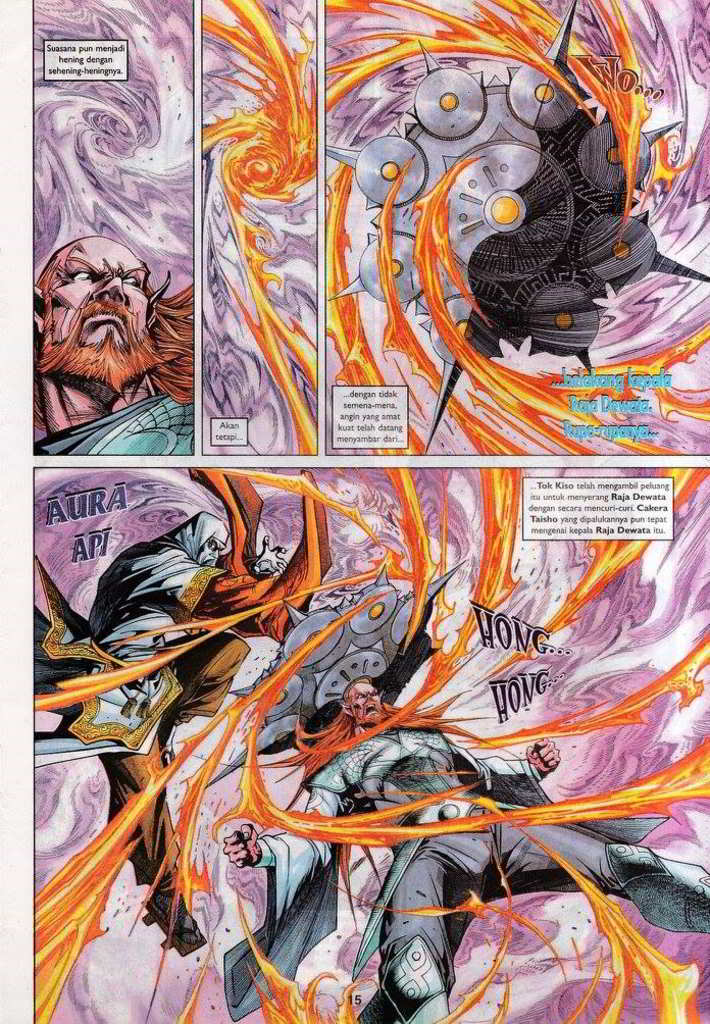 Suasana pun menjadi
hening dengan
sehening-heningnya.
Akan
tetapi...
...dengan tidak
semena-mena,
angin yang amat
kuat telah datang
menyambar dari...
WO...
...belakang kepala
Raja Dewata.
Rupa-rupanya...
AURA
API
...Tok Kiso telah mengambil peluang
itu untuk menyerang Raja Dewata
dengan secara mencuri-curi. Cakera
Taisho yang dipalukannya pun tepat
mengenai kepala Raja Dewata itu.
HONG...
HONG...
15